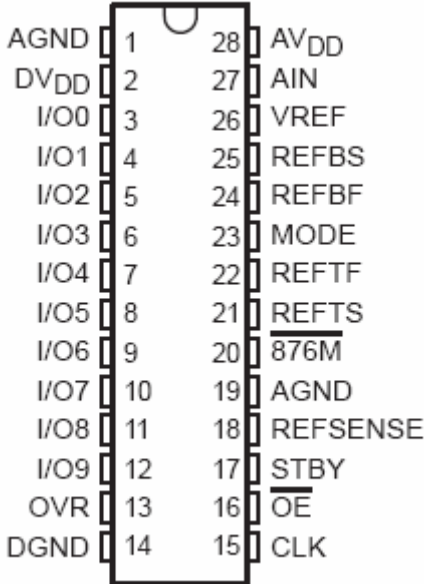 AGND 1 28 AVDD
DVDD 2 27 AIN
I/O0 3 26 VREF
I/O1 4 25 REFBS
I/O2 5 24 REFBF
I/O3 6 23 MODE
I/O4 7 22 REFTF
I/O5 8 21 REFTS
I/O6 9 20 876M
I/O7 10 19 AGND
I/O8 11 18 REFSENSE
I/O9 12 17 STBY
OVR 13 16 OE
DGND 14 15 CLK